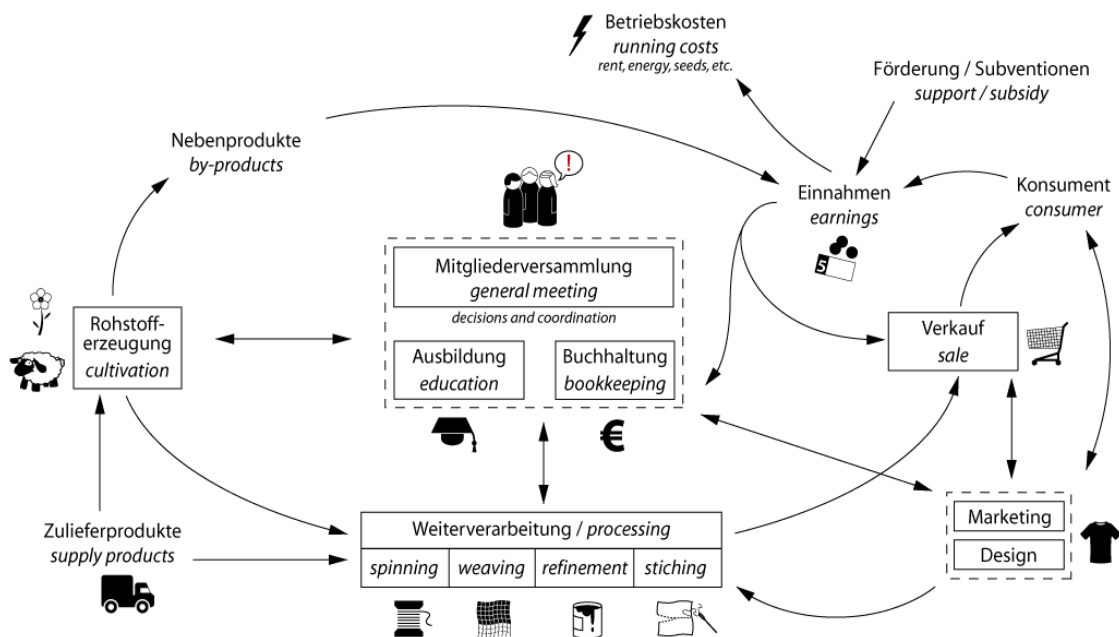 Betriebskosten
running costs
rent, energy, seeds, etc.
Förderung / Subventionen
support / subsidy
Nebenprodukte
by-products
!
Einnahmen
earnings
5
Konsument
consumer
Mitgliederversammlung
general meeting
decisions and coordination
Ausbildung
education
Buchhaltung
bookkeeping
€
Rohstoff-
erzeugung
cultivation
Verkauf
sale
Zulieferprodukte
supply products
Weiterverarbeitung / processing
spinning
weaving
refinement
stiching
Marketing
Design